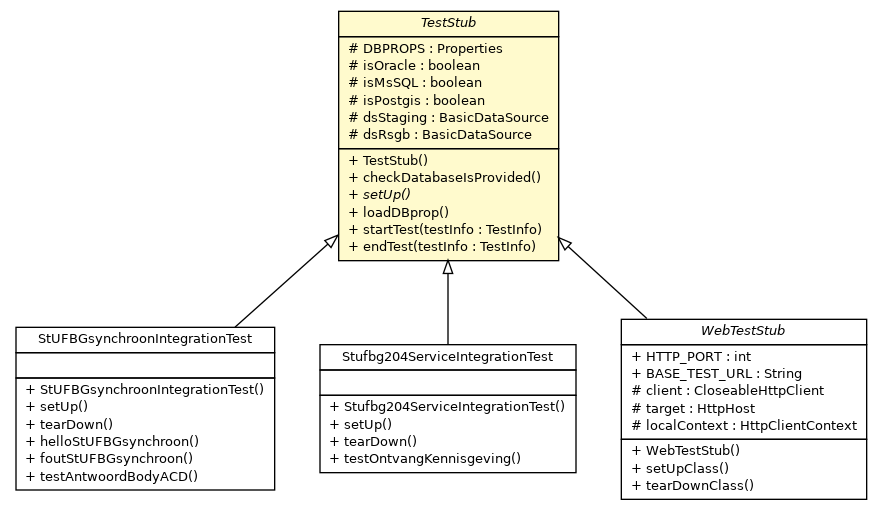 TestStub
# DBPROPS : Properties
# isOracle : boolean
# isMsSQL : boolean
# isPostgis : boolean
# dsStaging : BasicDataSource
# dsRsgb : BasicDataSource
+ TestStub()
+ checkDatabaseIsProvided()
+ setUp()
+ loadDBprop()
+ startTest(testInfo : TestInfo)
+ endTest(testInfo : TestInfo)
StUFBGsynchroonIntegrationTest
+ StUFBGsynchroonIntegrationTest()
+ setUp()
+ tearDown()
+ helloStUFBGsynchroon()
+ foutStUFBGsynchroon()
+ testAntwoordBodyACD()
Stufbg204ServiceIntegrationTest
+ Stufbg204ServiceIntegrationTest()
+ setUp()
+ tearDown()
+ testOntvangKennisgeving()
WebTestStub
+ HTTP_PORT : int
+ BASE_TEST_URL : String
# client : CloseableHttpClient
# target : HttpHost
# localContext : HttpClientContext
+ WebTestStub()
+ setUpClass()
+ tearDownClass()